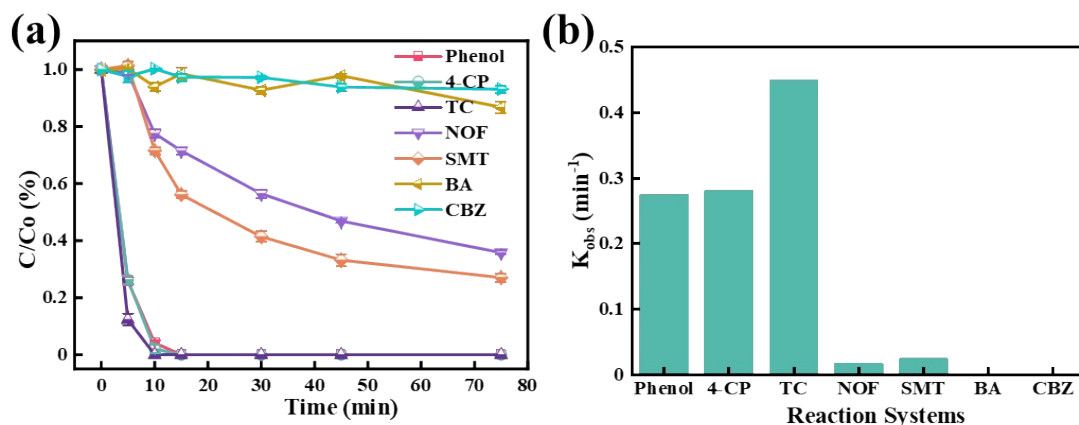 (a)
1.0
0.8
0.6
0.4
0.2
0
C/Co (%)
0 10 20 30 40 50 60 70 80
Time (min)
Phenol
4-CP
TC
NOF
SMT
BA
CBZ
(b)
0.5
0.4
0.3
0.2
0.1
0
K_obs (min⁻¹)
Phenol 4-CP TC NOF SMT BA CBZ
Reaction Systems